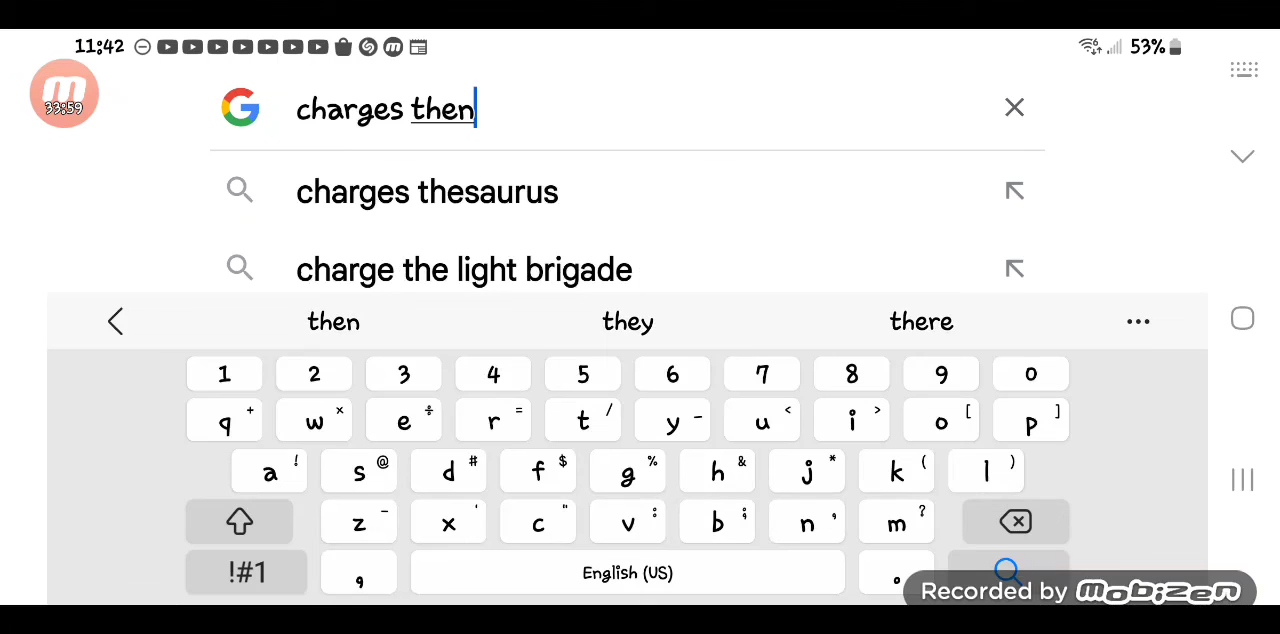 11:42 53%
33:59
charges then
charges thesaurus
charge the light brigade
then they there
1 2 3 4 5 6 7 8 9 0
q + w × e ÷ r = t / y - u < i > o [ p ]
a ! s @ d # f $ g % h & j * k ( l )
z - x ' c " v : b ; n , m ?
!#1 , English (US) .
Recorded by mobizen